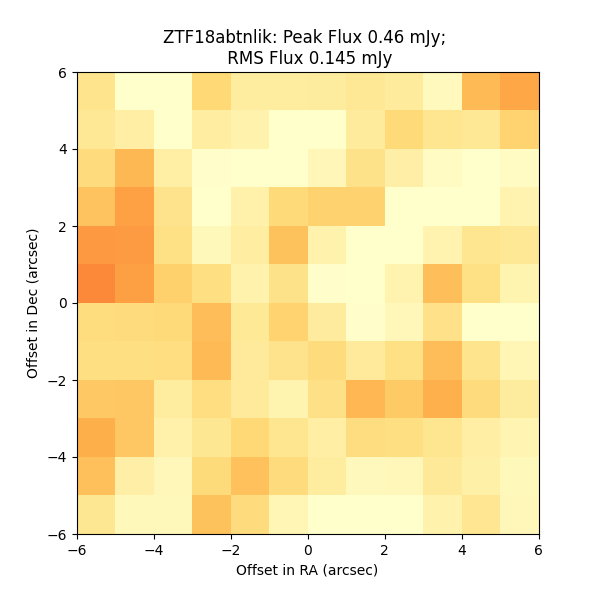 ZTF18abtnlik: Peak Flux 0.46 mJy;
RMS Flux 0.145 mJy
6
4
2
0
−2
−4
−6
Offset in Dec (arcsec)
−6 −4 −2 0 2 4 6
Offset in RA (arcsec)